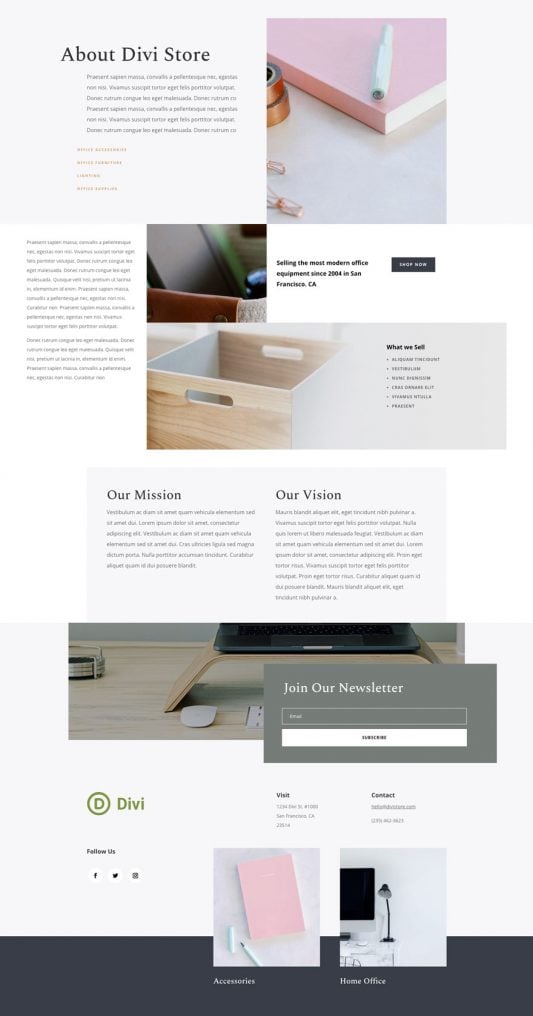 About Divi Store
Praesent sapien massa, convallis a pellentesque nec, egestas
non nisi. Vivamus suscipit tortor eget felis porttitor volutpat.
Donec rutrum congue leo eget malesuada. Donec rutrum co
Praesent sapien massa, convallis a pellentesque nec, egestas
non nisi. Vivamus suscipit tortor eget felis porttitor volutpat.
Donec rutrum congue leo eget malesuada. Donec rutrum co
OFFICE ACCESSORIES
OFFICE FURNITURE
LIGHTING
OFFICE SUPPLIES
Praesent sapien massa, convallis a pellentesque
nec, egestas non nisi. Vivamus suscipit tortor eget
felis porttitor volutpat. Donec rutrum congue leo
eget malesuada. Donec rutrum congue leo eget
malesuada. Quisque velit nisi, pretium ut lacinia
in, elementum id enim. Praesent sapien massa,
convallis a pellentesque nec, egestas non nisi.
Curabitur non Praesent sapien massa, convallis a
pellentesque nec, egestas non nisi. Vivamus
suscipit tortor eget felis porttitor volutpat.
Donec rutrum congue leo eget malesuada. Donec
rutrum congue leo eget malesuada. Quisque velit
nisi, pretium ut lacinia in, elementum id enim.
Praesent sapien massa, convallis a pellentesque
nec, egestas non nisi. Curabitur non
Selling the most modern office
equipment since 2004 in San
Francisco, CA
SHOP NOW
What we Sell
• ALIQUAM TINCIDUNT
• VESTIBULUM
• NUNC DIGNISSIM
• CRAS ORNARE ELIT
• VIVAMUS NTULLA
• PRAESENT
Our Mission
Vestibulum ac diam sit amet quam vehicula elementum sed
sit amet dui. Lorem ipsum dolor sit amet, consectetur
adipiscing elit. Vestibulum ac diam sit amet quam vehicula
elementum sed sit amet dui. Cras ultricies ligula sed magna
dictum porta. Nulla porttitor accumsan tincidunt. Curabitur
aliquet quam id dui posuere blandit.
Our Vision
Mauris blandit aliquet elit, eget tincidunt nibh pulvinar a.
Vivamus suscipit tortor eget felis porttitor volutpat. Nulla
quis lorem ut libero malesuada feugiat. Vestibulum ac diam
sit amet quam vehicula elementum sed sit amet dui. Lorem
ipsum dolor sit amet, consectetur adipiscing elit. Proin eget
tortor risus. Vivamus suscipit tortor eget felis porttitor
volutpat. Proin eget tortor risus. Curabitur aliquet quam id
dui posuere blandit. Mauris blandit aliquet elit, eget
tincidunt nibh pulvinar a.
Join Our Newsletter
Email
SUBSCRIBE
D Divi
Visit
1234 Divi St. #1000
San Francisco, CA
23514
Contact
hello@divistore.com
(235) 462-3623
Follow Us
Accessories
Home Office